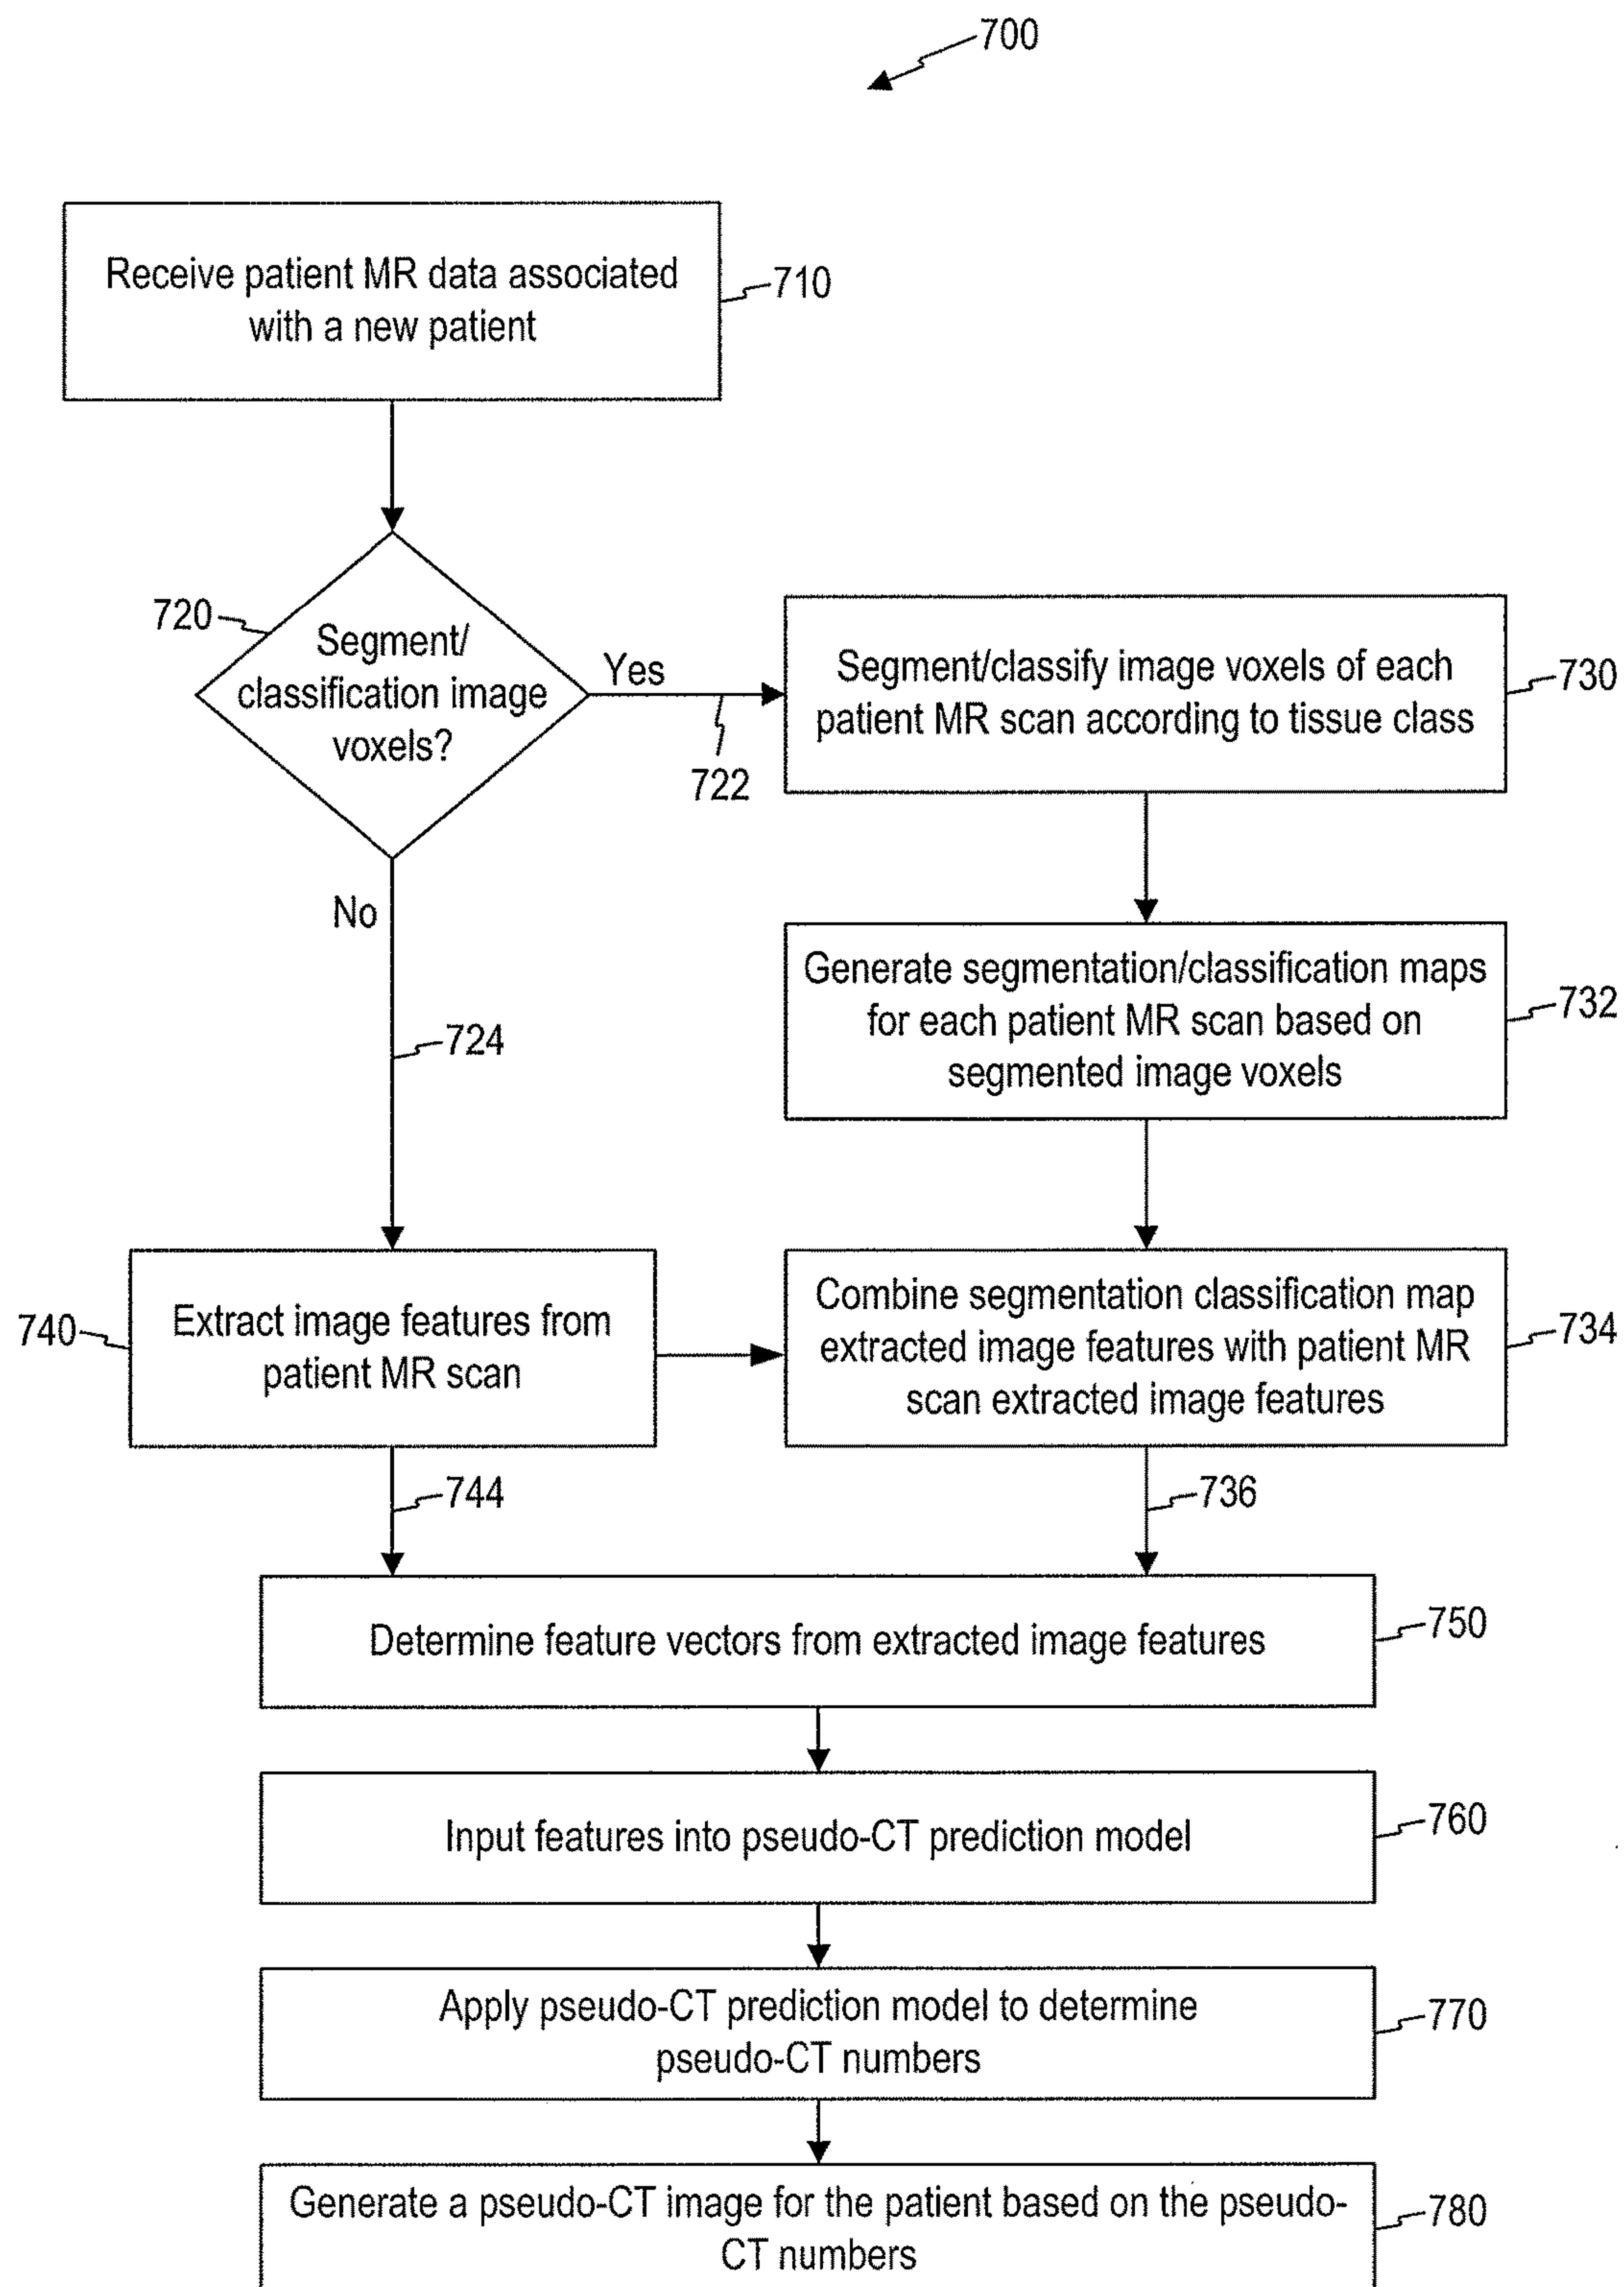 700
Receive patient MR data associated
with a new patient
710
720
Segment/
classification image
voxels?
Yes
722
Segment/classify image voxels of each
patient MR scan according to tissue class
730
No
724
Generate segmentation/classification maps
for each patient MR scan based on
segmented image voxels
732
740
Extract image features from
patient MR scan
Combine segmentation classification map
extracted image features with patient MR
scan extracted image features
734
744
736
Determine feature vectors from extracted image features
750
Input features into pseudo-CT prediction model
760
Apply pseudo-CT prediction model to determine
pseudo-CT numbers
770
Generate a pseudo-CT image for the patient based on the pseudo-
CT numbers
780